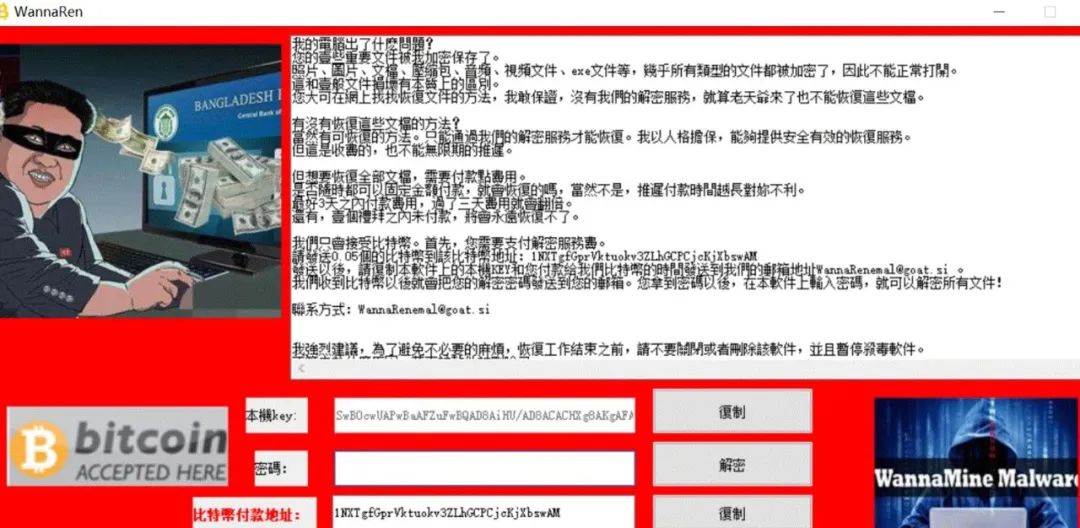 WannaRen
我的電腦出了什麽問題？
您的壹些重要文件被我加密保存了。
照片、圖片、文檔、壓縮包、音頻、視頻文件、exe文件等，幾乎所有類型的文件都被加密了，因此不能正常打開。
這和壹般文件損壞有本質上的區別。
您大可在網上找找恢復文件的方法，我敢保證，沒有我們的解密服務，就算老天爺來了也不能恢復這些文檔。
有沒有恢復這些文檔的方法？
當然有可恢復的方法。只能通過我們的解密服務才能恢復。我以人格擔保，能夠提供安全有效的恢復服務。
但這是收費的，也不能無限期的推遲。
但想要恢復全部文檔，需要付款點費用。
是否隨時都可以固定金額付款，就會恢復的嗎，當然不是，推遲付款時間越長對妳不利。
最好3天之內付款費用，過了三天費用就會翻倍。
還有，壹個禮拜之內未付款，將會永遠恢復不了。
我們只會接受比特幣。首先，您需要支付解密服務費。
請發送0.05個的比特幣到該比特幣地址：1NXTgfGprVktuokv3ZLhGCPCjcKjXbswAM
發送以後，請復制本軟件上的本機KEY和您付款給我們比特幣的時間發送到我們的郵箱地址WannaRenemal@goat.si 。
我們收到比特幣以後就會把您的解密密碼發送到您的郵箱。您拿到密碼以後，在本軟件上輸入密碼，就可以解密所有文件！
聯系方式：WannaRenemal@goat.si
我強烈建議，為了避免不必要的麻煩，恢復工作結束之前，請不要關閉或者刪除該軟件，並且暫停殺毒軟件。
BANGLADESH
Central Bank of
bitcoin
ACCEPTED HERE
本機key:
SwBOcwUAPwBaAFZuFwBQAD8AiHU/AD8ACACHXg8AKgAFA
復制
密碼：
解密
比特幣付款地址：
1NXTgfGprVktuokv3ZLhGCPCjcKjXbswAM
復制
WannaMine Malware